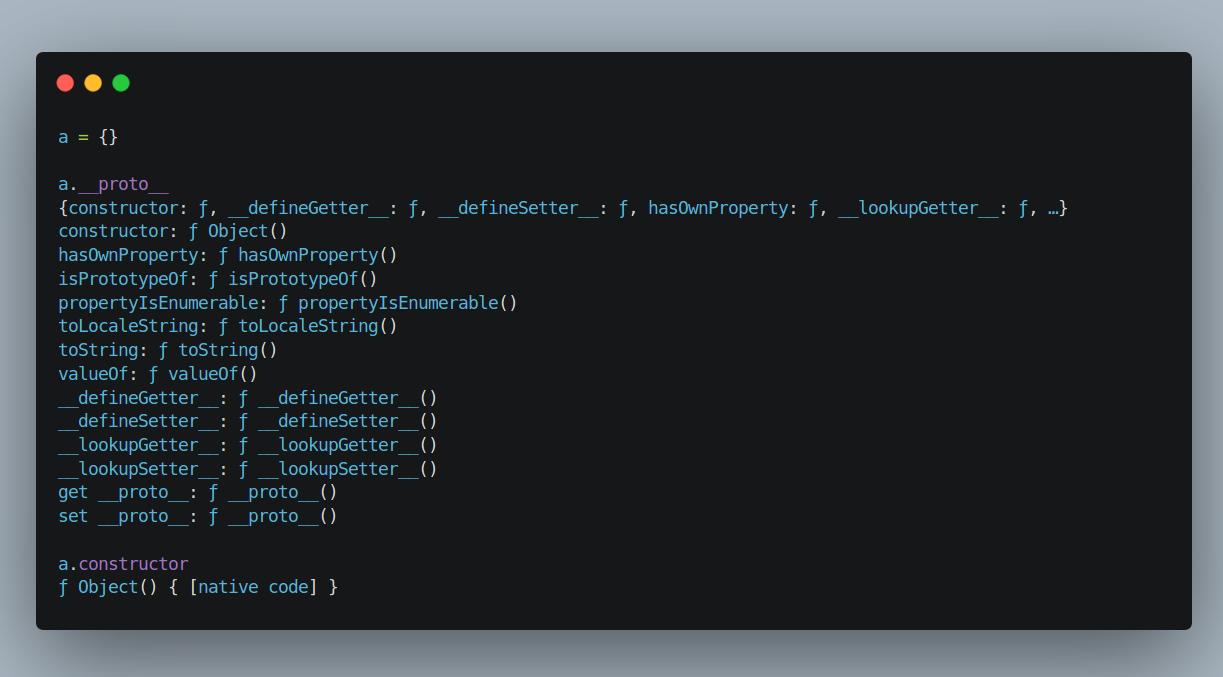 a = {}
a.__proto__
{constructor: ƒ, __defineGetter__: ƒ, __defineSetter__: ƒ, hasOwnProperty: ƒ, __lookupGetter__: ƒ, …}
constructor: ƒ Object()
hasOwnProperty: ƒ hasOwnProperty()
isPrototypeOf: ƒ isPrototypeOf()
propertyIsEnumerable: ƒ propertyIsEnumerable()
toLocaleString: ƒ toLocaleString()
toString: ƒ toString()
valueOf: ƒ valueOf()
__defineGetter__: ƒ __defineGetter__()
__defineSetter__: ƒ __defineSetter__()
__lookupGetter__: ƒ __lookupGetter__()
__lookupSetter__: ƒ __lookupSetter__()
get __proto__: ƒ __proto__()
set __proto__: ƒ __proto__()
a.constructor
ƒ Object() { [native code] }